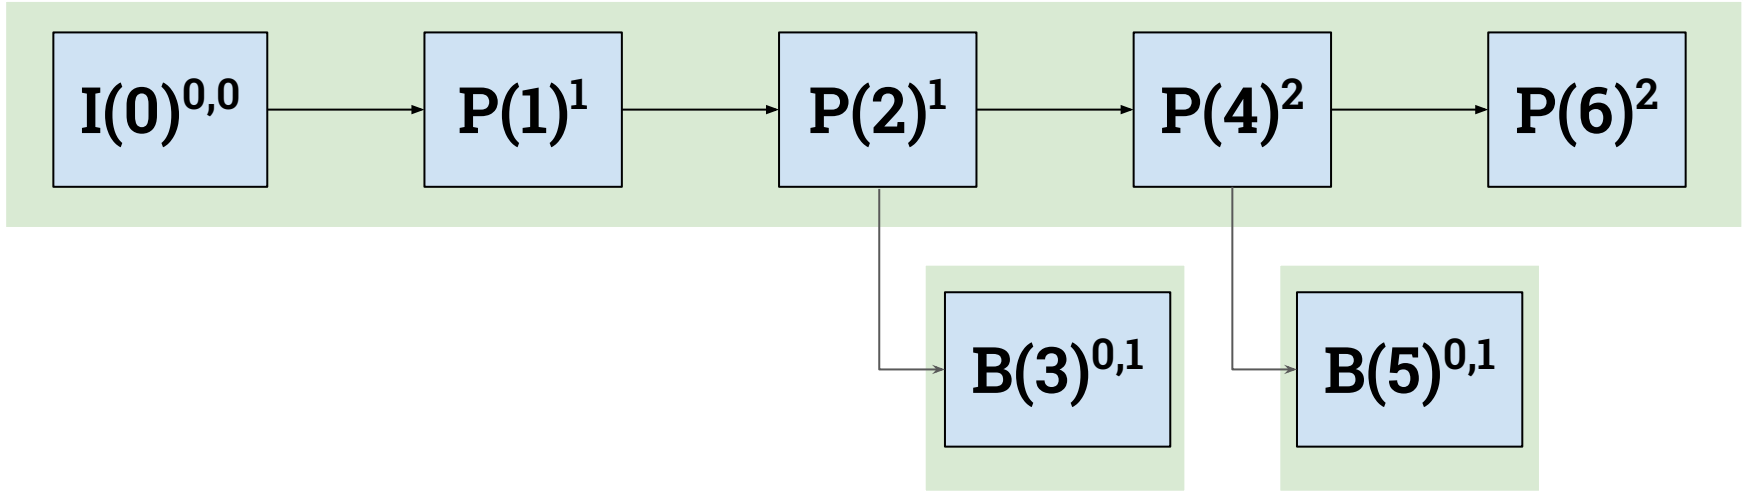 I(0)⁰,⁰ P(1)¹ P(2)¹ P(4)² P(6)²
B(3)⁰,¹ B(5)⁰,¹